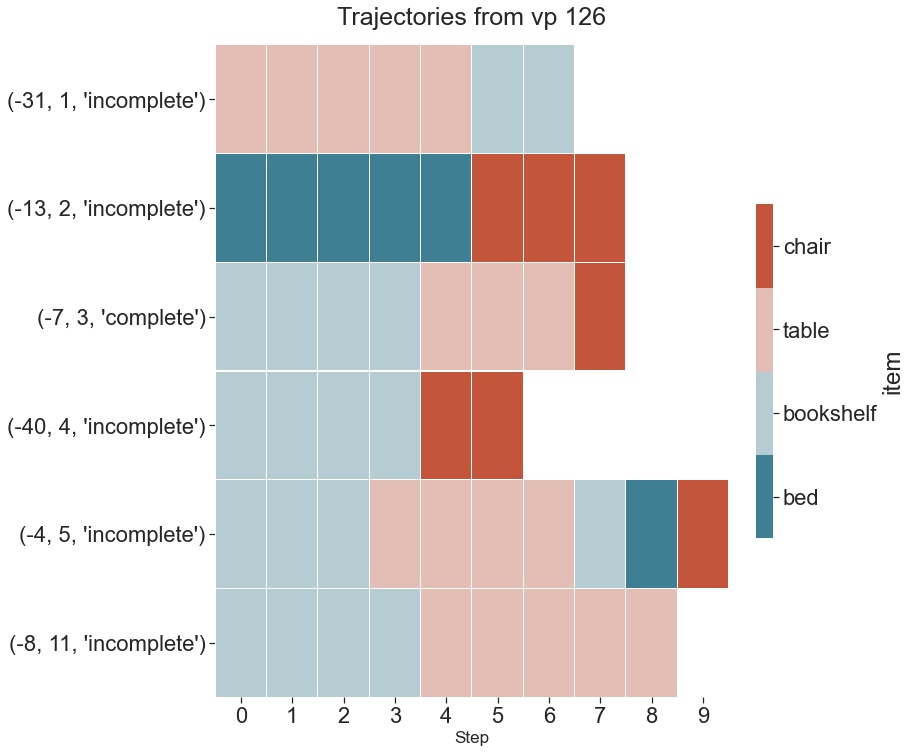 Trajectories from vp 126
(-31, 1, 'incomplete')
(-13, 2, 'incomplete')
(-7, 3, 'complete')
(-40, 4, 'incomplete')
(-4, 5, 'incomplete')
(-8, 11, 'incomplete')
0 1 2 3 4 5 6 7 8 9
Step
chair
table
bookshelf
bed
item